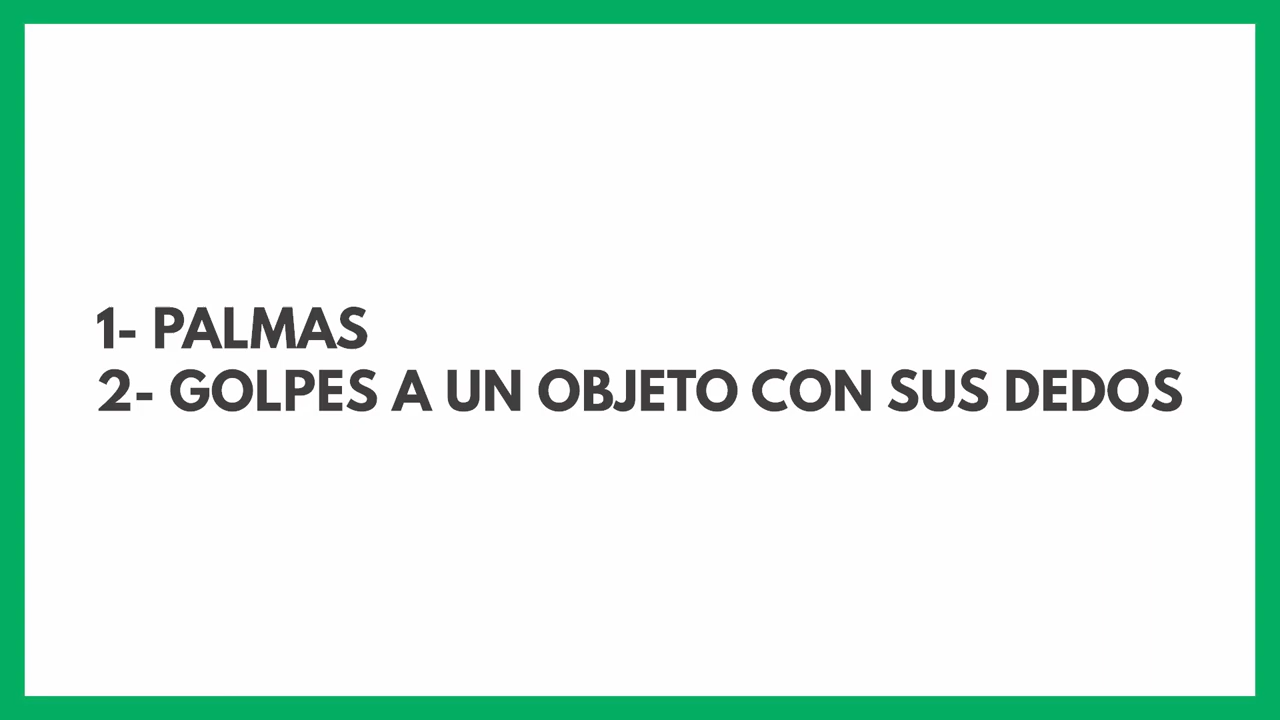 1- PALMAS
2- GOLPES A UN OBJETO CON SUS DEDOS